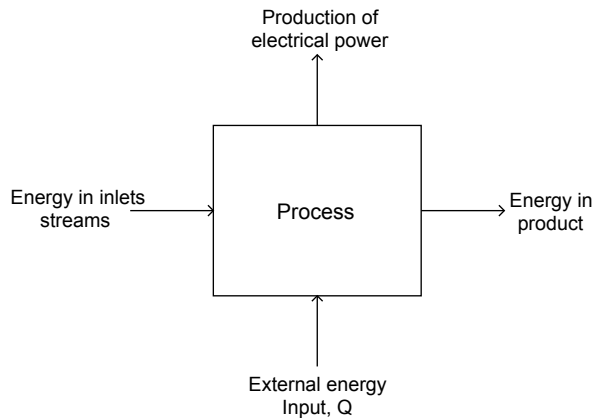 Production of
electrical power
Energy in inlets
streams
Process
Energy in
product
External energy
Input, Q